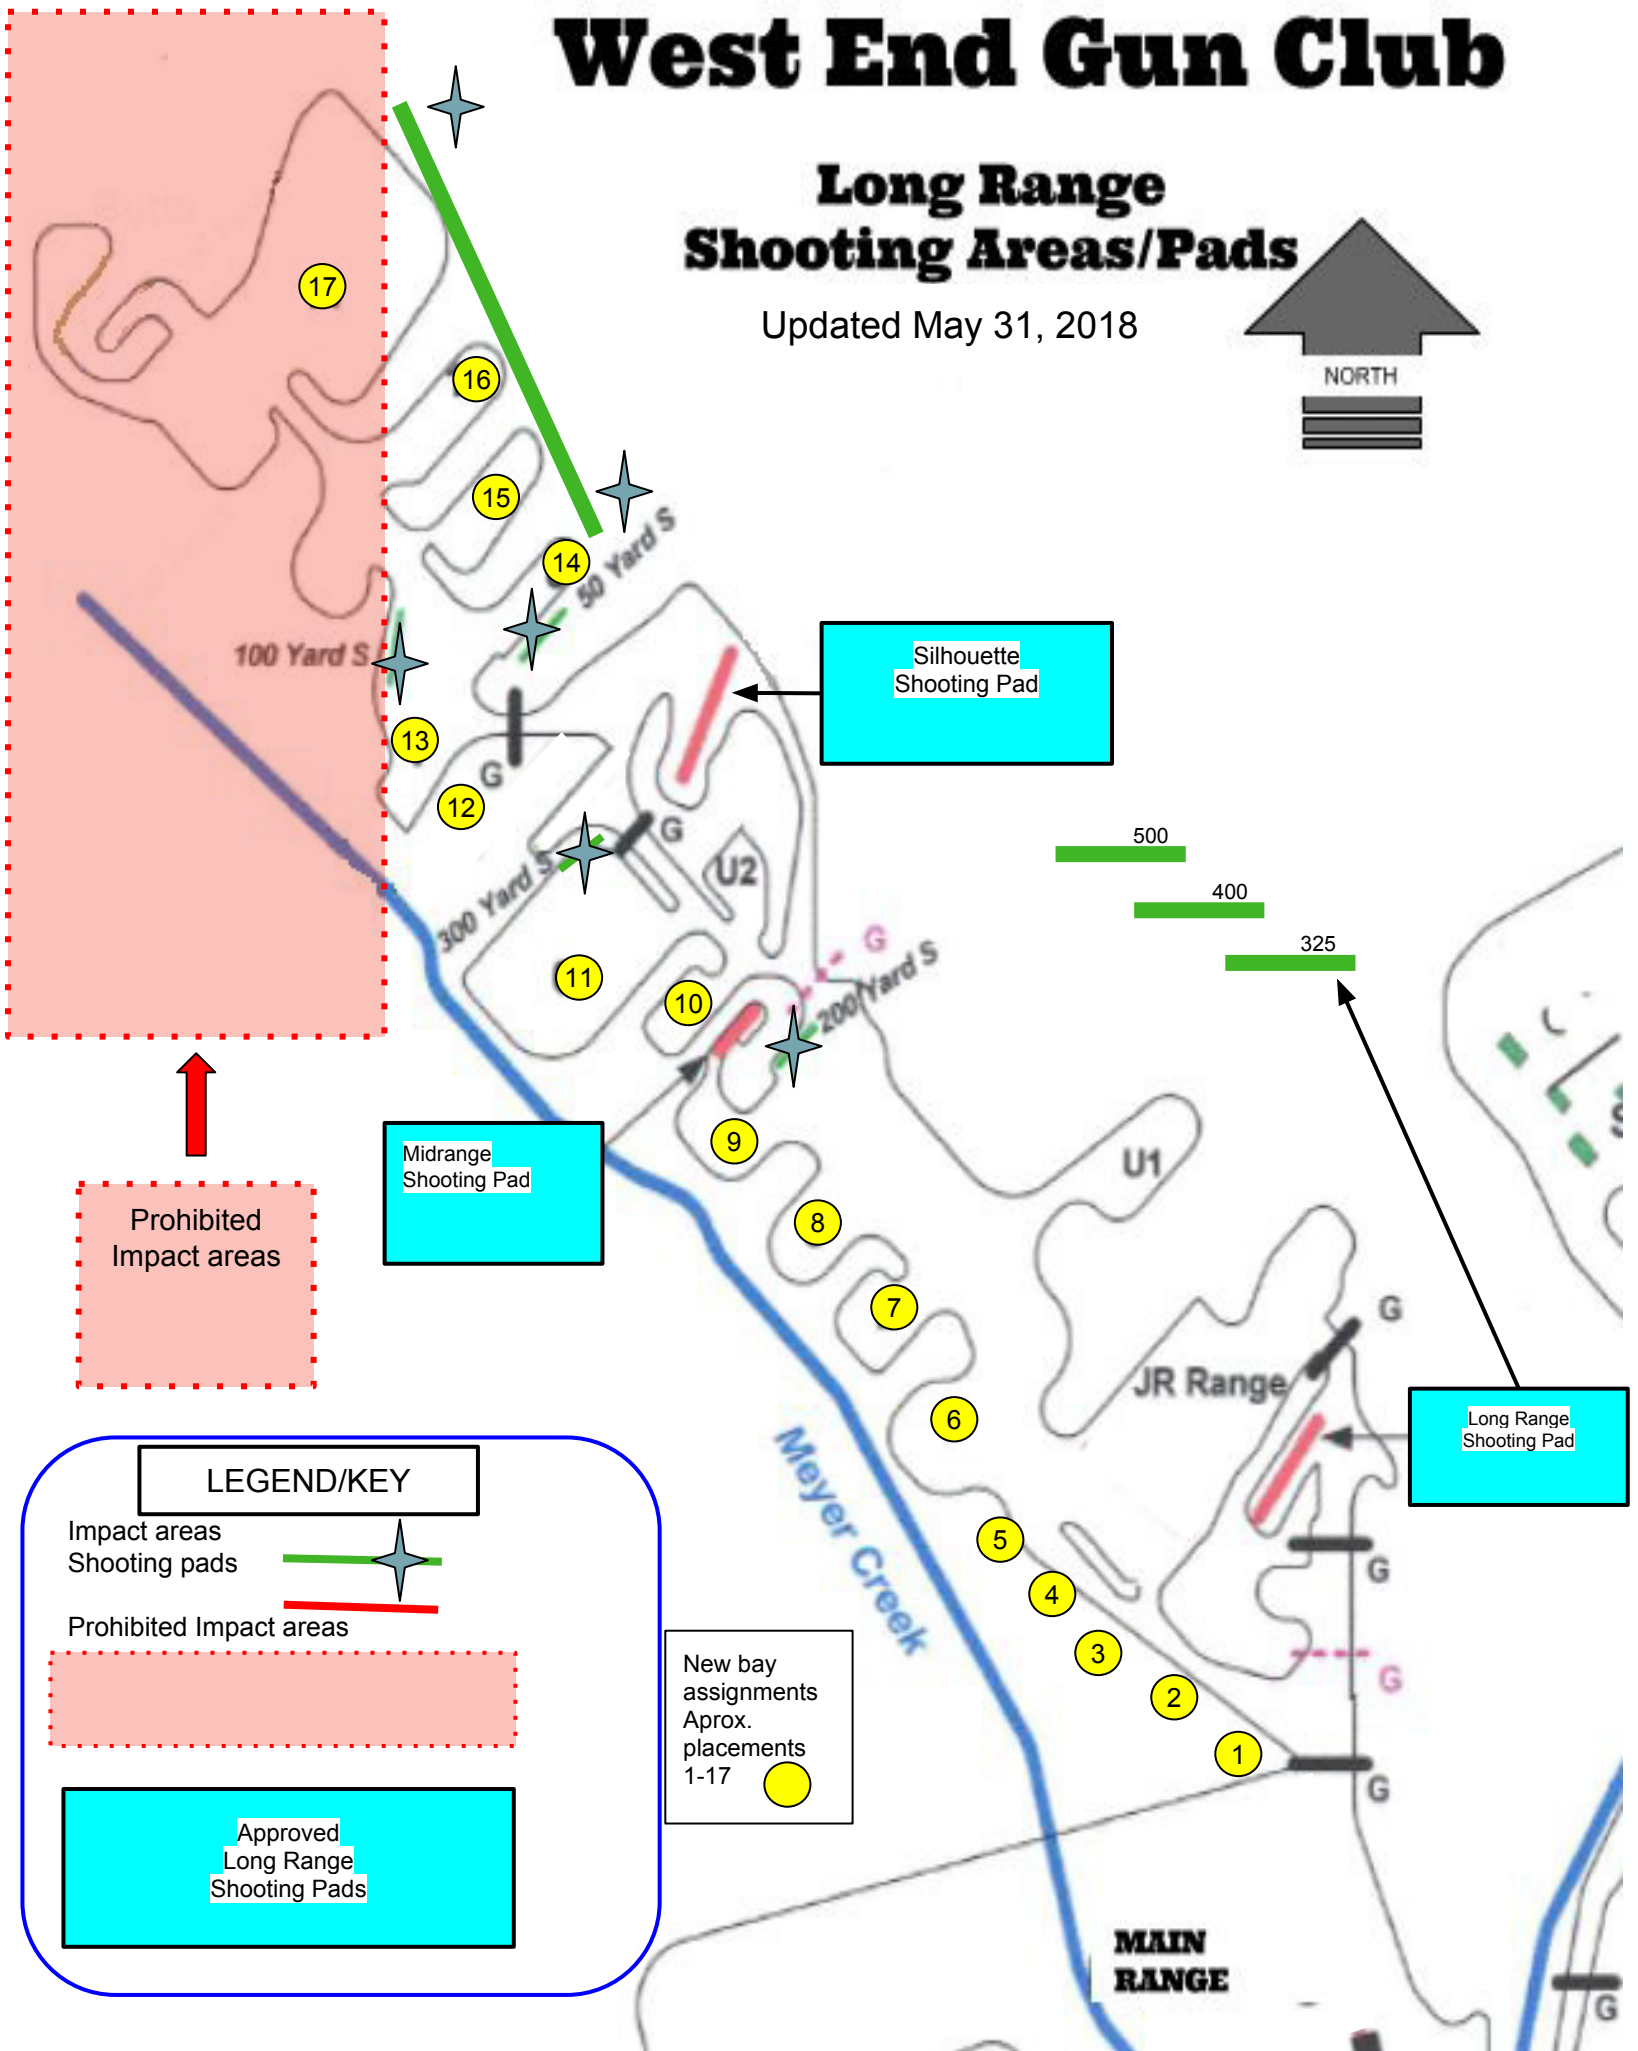 West End Gun Club
Long Range
Shooting Areas/Pads
Updated May 31, 2018
NORTH
17
16
15
14
50 Yard S
100 Yard S
13
G
12
Silhouette
Shooting Pad
G
U2
300 Yard S
500
400
325
G
200 Yard S
11
10
9
U1
Midrange
Shooting Pad
Prohibited
Impact areas
8
7
G
JR Range
6
Long Range
Shooting Pad
Meyer Creek
5
G
4
3
G
2
1
G
LEGEND/KEY
Impact areas
Shooting pads
Prohibited Impact areas
Approved
Long Range
Shooting Pads
New bay
assignments
Aprox.
placements
1-17
MAIN
RANGE
G